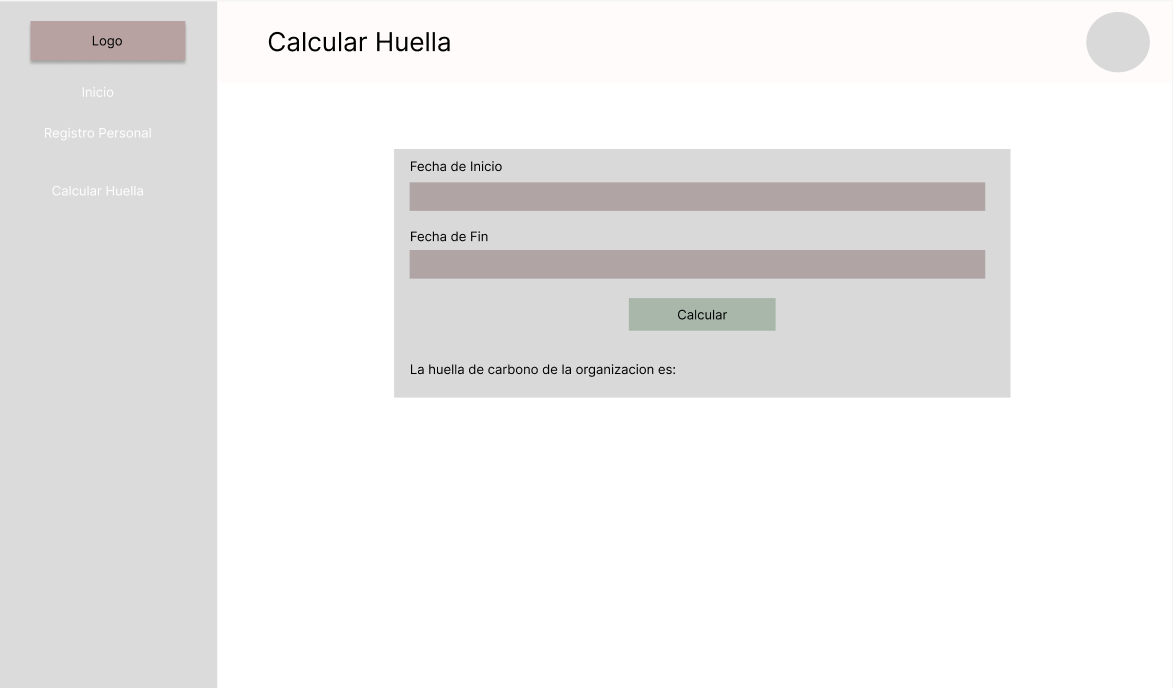 Logo
Inicio
Registro Personal
Calcular Huella
Calcular Huella
Fecha de Inicio
Fecha de Fin
Calcular
La huella de carbono de la organizacion es: